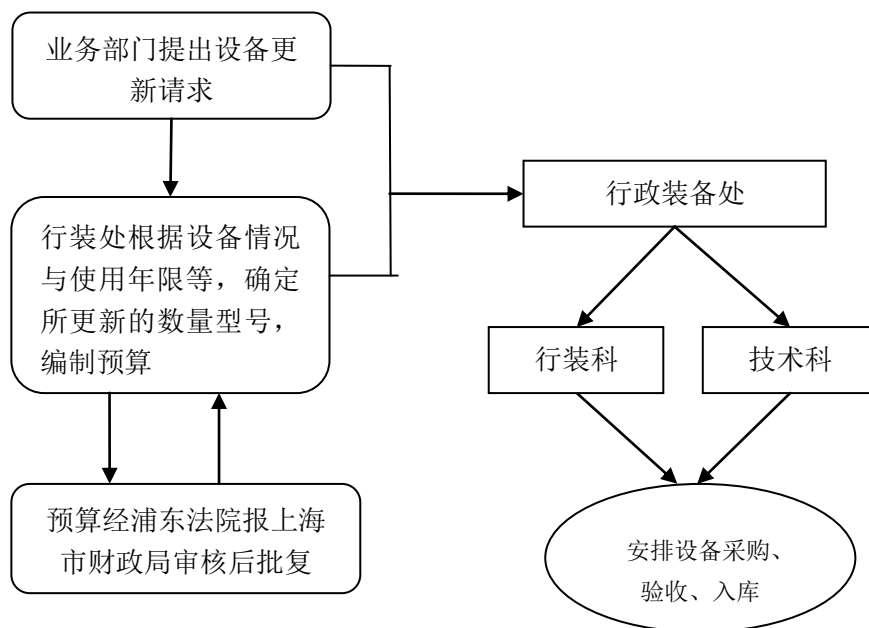 业务部门提出设备更
新请求
行装处根据设备情况
与使用年限等，确定
所更新的数量型号，
编制预算
预算经浦东法院报上海
市财政局审核后批复
行政装备处
行装科
技术科
安排设备采购、
验收、入库